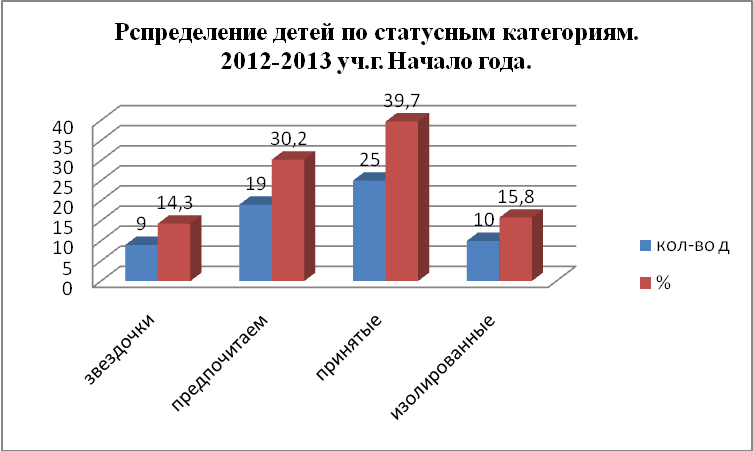 Рспределение детей по статусным категориям.
2012-2013 уч.г. Начало года.
40
35
30
25
20
15
10
5
0
9
14,3
19
30,2
25
39,7
10
15,8
звездочки
предпочитаем
принятые
изолированные
кол-во д
%